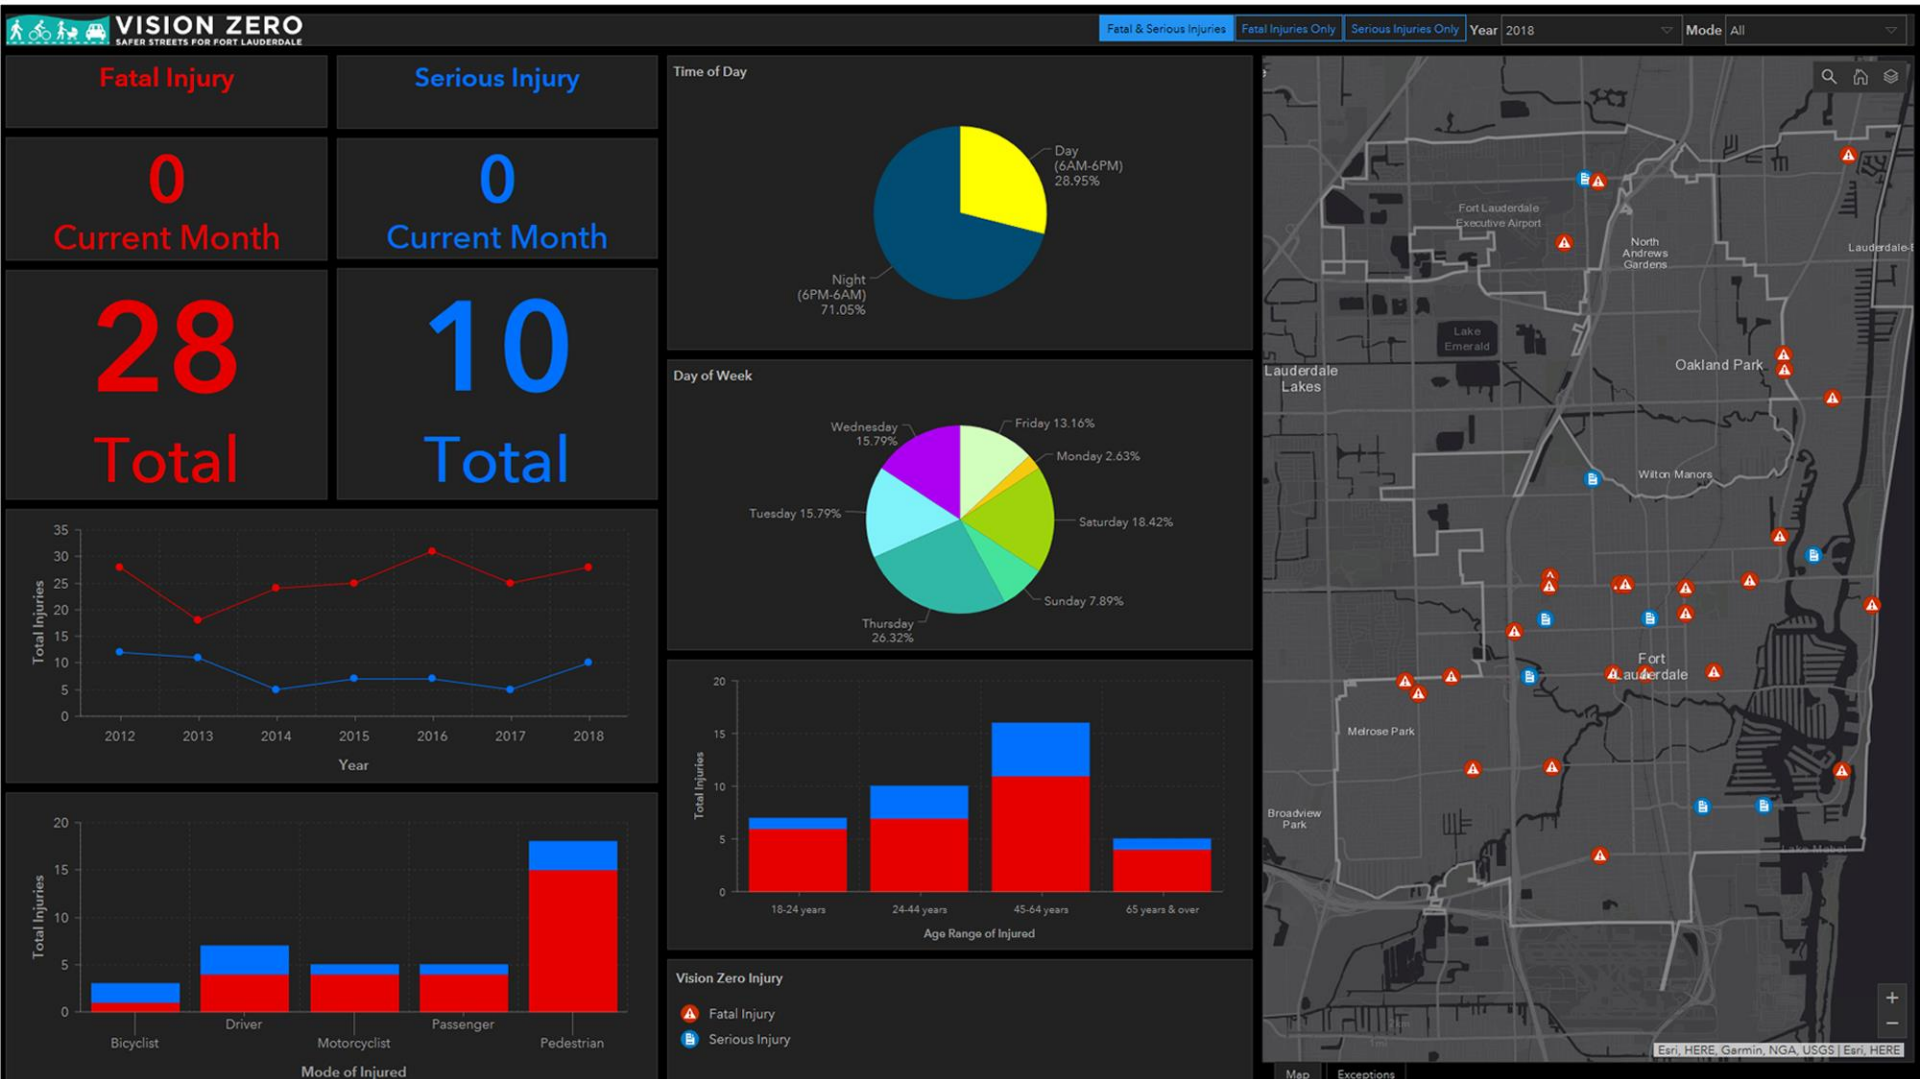 VISION ZERO
SAFER STREETS FOR FORT LAUDERDALE
Fatal & Serious Injuries
Fatal Injuries Only
Serious Injuries Only
Year 2018
Mode All
Fatal Injury
Serious Injury
0
Current Month
0
Current Month
28
Total
10
Total
35
30
25
20
15
10
5
0
Total Injuries
2012 2013 2014 2015 2016 2017 2018
Year
20
15
10
5
0
Total Injuries
Bicyclist
Driver
Motorcyclist
Passenger
Pedestrian
Mode of Injured
Time of Day
Day
(6AM-6PM)
28.95%
Night
(6PM-6AM)
71.05%
Day of Week
Wednesday
15.79%
Friday 13.16%
Monday 2.63%
Tuesday 15.79%
Saturday 18.42%
Sunday 7.89%
Thursday
26.32%
20
15
10
5
0
Total Injuries
18-24 years
24-44 years
45-64 years
65 years & over
Age Range of Injured
Vision Zero Injury
Fatal Injury
Serious Injury
Fort Lauderdale
Executive Airport
North
Andrews
Gardens
Lauderdale-
Lake
Emerald
Oakland Park
Lauderdale
Lakes
Wilton Manors
Fort
Lauderdale
Melrose Park
Broadview
Park
Lake Mabel
1mi
+
−
Esri, HERE, Garmin, NGA, USGS | Esri, HERE
Map
Exceptions